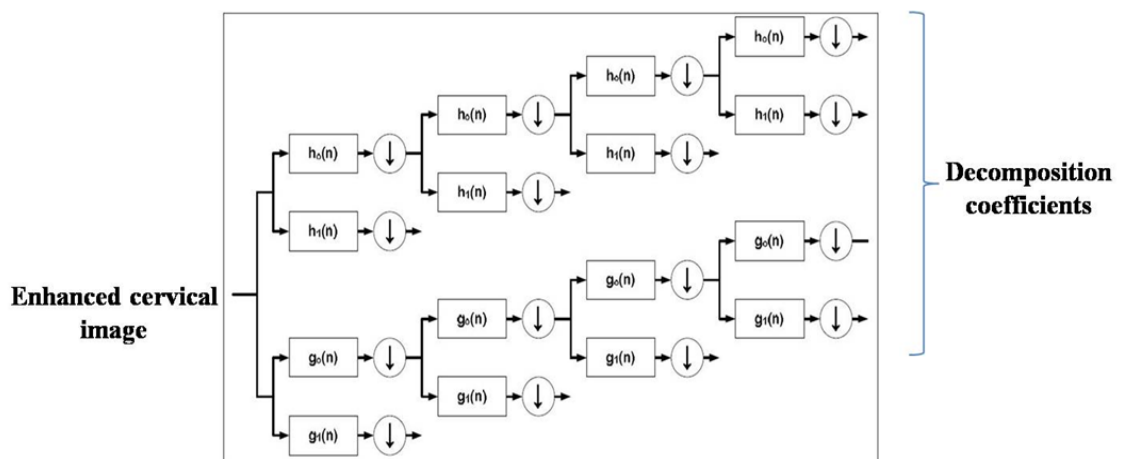 h₀(n)
h₁(n)
h₀(n)
h₁(n)
h₀(n)
h₁(n)
h₀(n)
h₁(n)
Decomposition
coefficients
Enhanced cervical
image
g₀(n)
g₁(n)
g₀(n)
g₁(n)
g₀(n)
g₁(n)
g₀(n)
g₁(n)